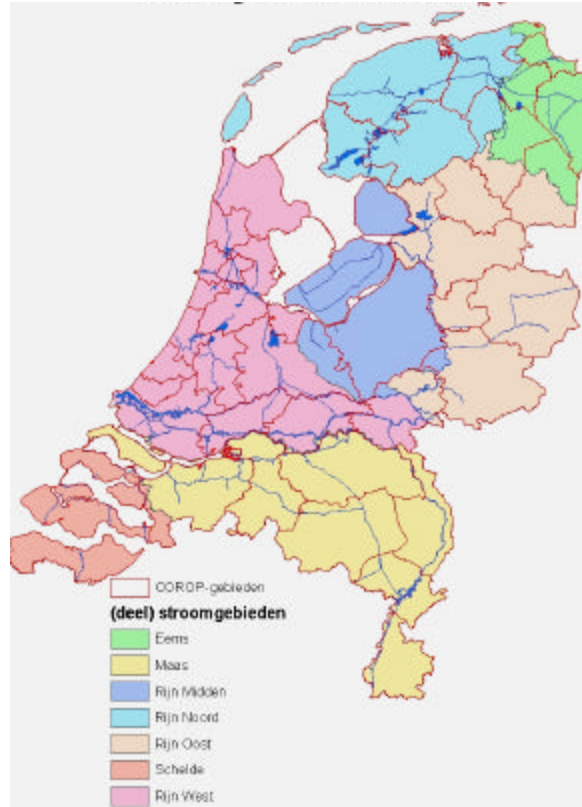 COROP-gebieden
(deel) stroomgebieden
Eems
Maas
Rijn Midden
Rijn Noord
Rijn Oost
Schelde
Rijn West